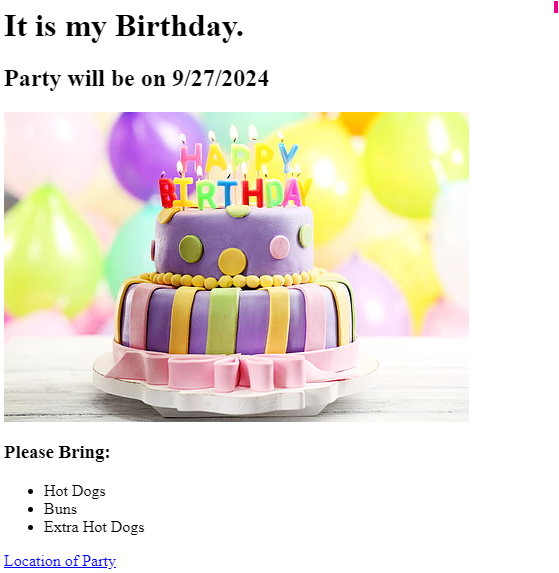 It is my Birthday.
Party will be on 9/27/2024
HAPPY
BIRTHDAY
Please Bring:
Hot Dogs
Buns
Extra Hot Dogs
Location of Party